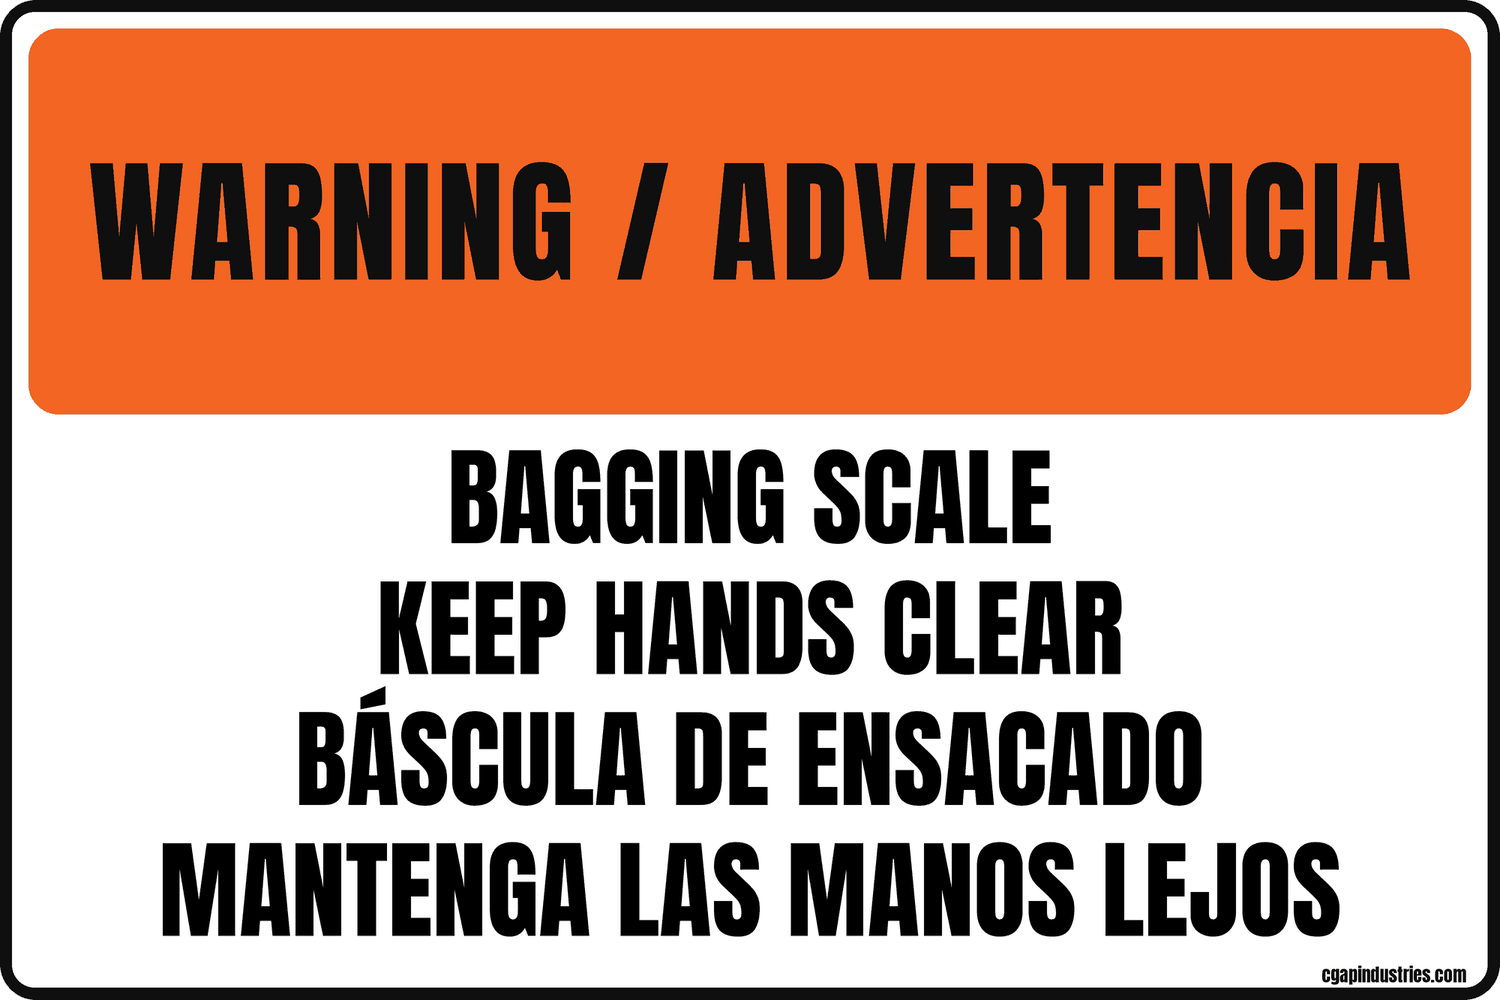 WARNING / ADVERTENCIA
BAGGING SCALE
KEEP HANDS CLEAR
BÁSCULA DE ENSACADO
MANTENGA LAS MANOS LEJOS
cgapindustries.com